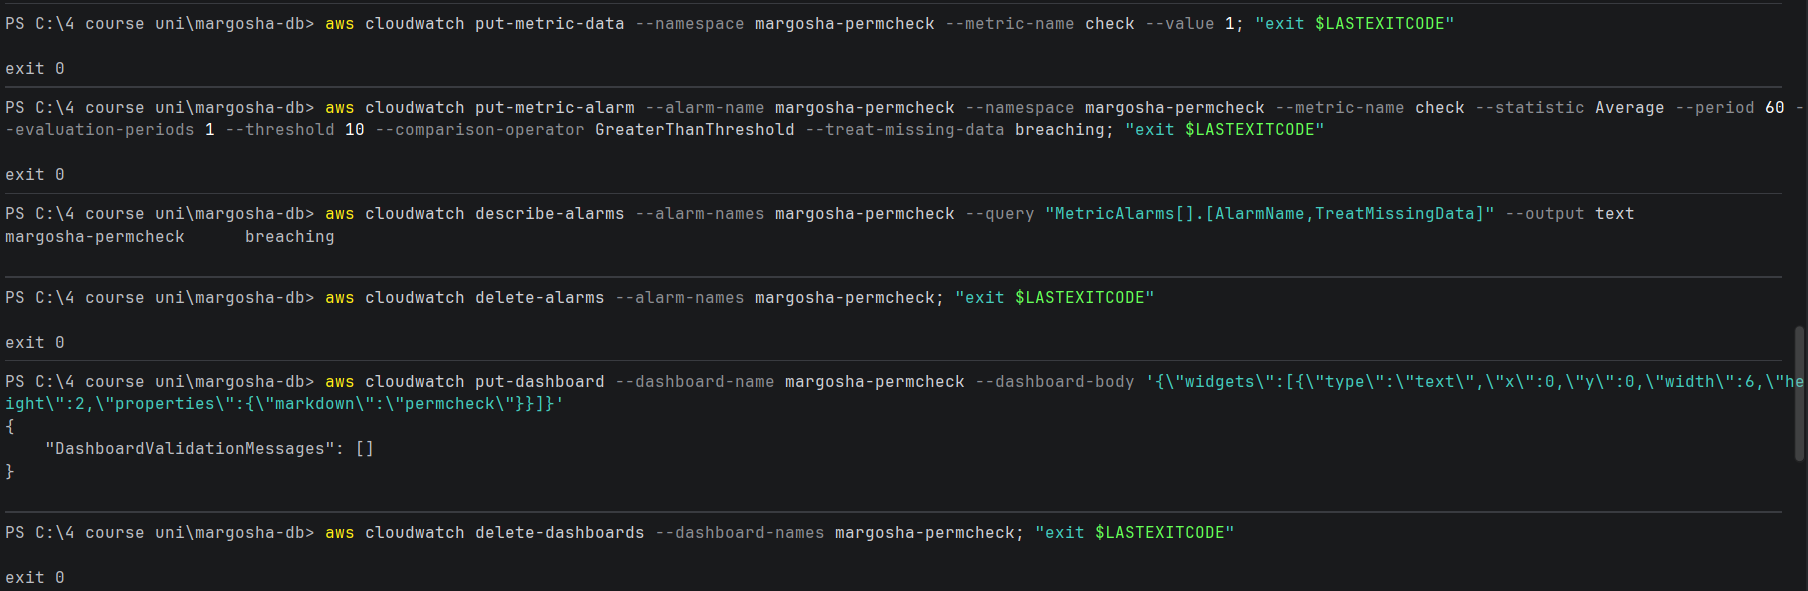 PS C:\4 course uni\margosha-db> aws cloudwatch put-metric-data --namespace margosha-permcheck --metric-name check --value 1; "exit $LASTEXITCODE"
exit 0
PS C:\4 course uni\margosha-db> aws cloudwatch put-metric-alarm --alarm-name margosha-permcheck --namespace margosha-permcheck --metric-name check --statistic Average --period 60 -
-evaluation-periods 1 --threshold 10 --comparison-operator GreaterThanThreshold --treat-missing-data breaching; "exit $LASTEXITCODE"
exit 0
PS C:\4 course uni\margosha-db> aws cloudwatch describe-alarms --alarm-names margosha-permcheck --query "MetricAlarms[].[AlarmName,TreatMissingData]" --output text
margosha-permcheck      breaching
PS C:\4 course uni\margosha-db> aws cloudwatch delete-alarms --alarm-names margosha-permcheck; "exit $LASTEXITCODE"
exit 0
PS C:\4 course uni\margosha-db> aws cloudwatch put-dashboard --dashboard-name margosha-permcheck --dashboard-body '{\"widgets\":[{\"type\":\"text\",\"x\":0,\"y\":0,\"width\":6,\"he
ight\":2,\"properties\":{\"markdown\":\"permcheck\"}}]}'
{
    "DashboardValidationMessages": []
}
PS C:\4 course uni\margosha-db> aws cloudwatch delete-dashboards --dashboard-names margosha-permcheck; "exit $LASTEXITCODE"
exit 0